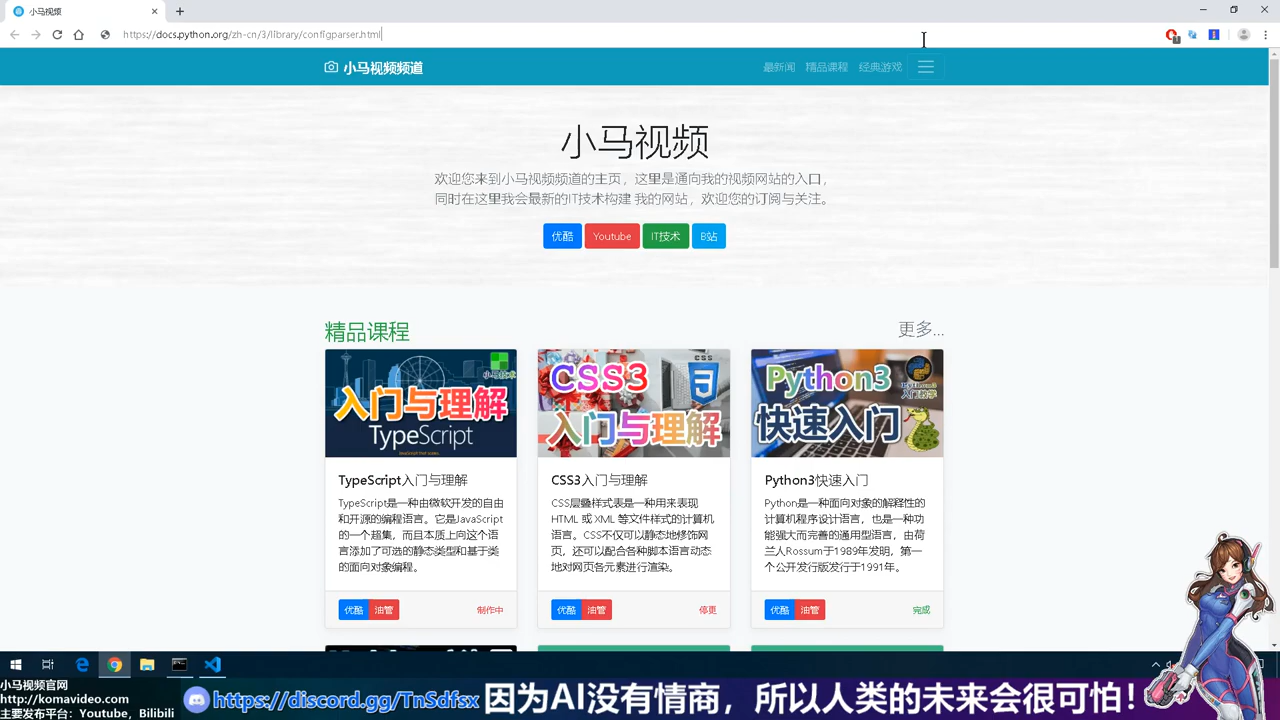 小马视频
https://docs.python.org/zh-cn/3/library/configparser.html
小马视频频道
最新闻 精品课程 经典游戏
小马视频
欢迎您来到小马视频频道的主页，这里是通向我的视频网站的入口，
同时在这里我会最新的IT技术构建 我的网站，欢迎您的订阅与关注。
优酷 Youtube IT技术 B站
精品课程
更多...
小马技术
入门与理解
TypeScript
CSS
CSS3
入门与理解
Python3
入门教学
快速入门
TypeScript入门与理解
TypeScript是一种由微软开发的自由
和开源的编程语言。它是JavaScript
的一个超集，而且本质上向这个语
言添加了可选的静态类型和基于类
的面向对象编程。
优酷 油管 制作中
CSS3入门与理解
CSS层叠样式表是一种用来表现
HTML 或 XML 等文件样式的计算机
语言。CSS不仅可以静态地修饰网
页，还可以配合各种脚本语言动态
地对网页各元素进行渲染。
优酷 油管 停更
Python3快速入门
Python是一种面向对象的解释性的
计算机程序设计语言，也是一种功
能强大而完善的通用型语言，由荷
兰人Rossum于1989年发明，第一
个公开发行版发行于1991年。
优酷 油管 完成
小马视频官网
http://komavideo.com
主要发布平台：Youtube，Bilibili
https://discord.gg/TnSdfsx
因为AI没有情商，所以人类的未来会很可怕！